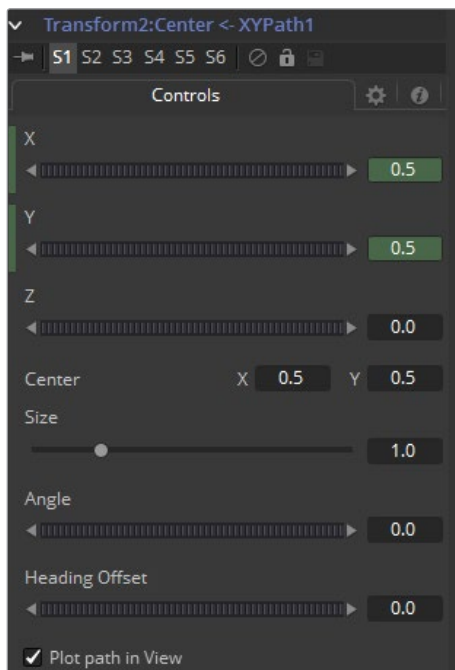 Transform2:Center <- XYPath1
S1 S2 S3 S4 S5 S6
Controls
X
0.5
Y
0.5
Z
0.0
Center X 0.5 Y 0.5
Size
1.0
Angle
0.0
Heading Offset
0.0
Plot path in View